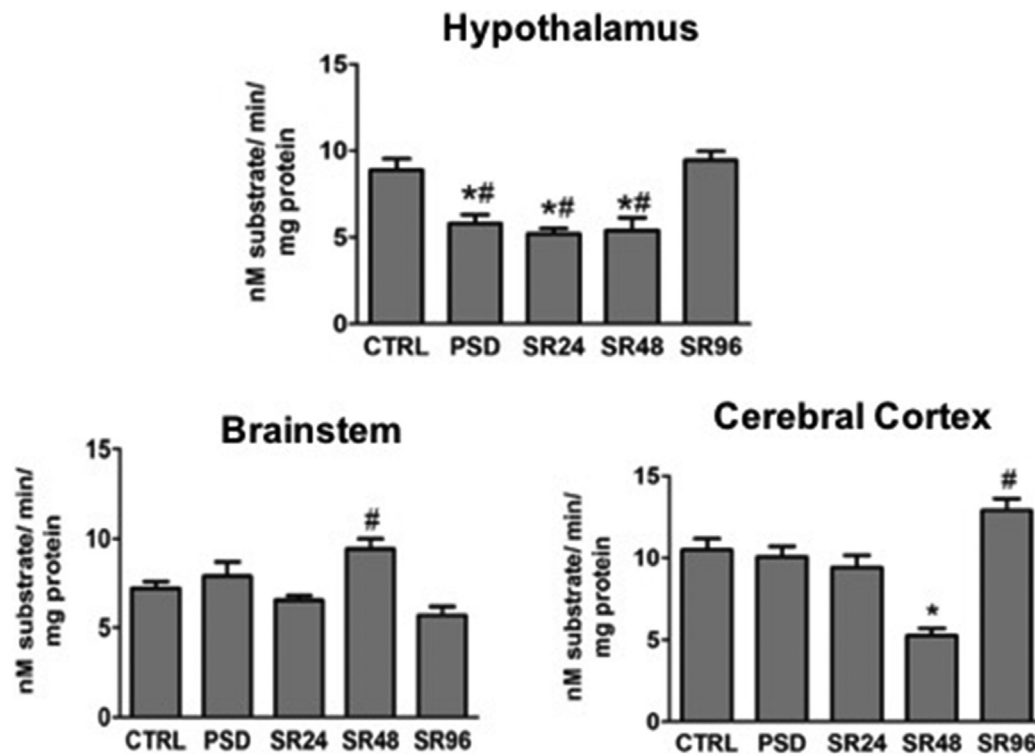 Hypothalamus
nM substrate/ min/
mg protein
15
10
5
0
*#
*#
*#
CTRL PSD SR24 SR48 SR96
Brainstem
nM substrate/ min/
mg protein
15
10
5
0
#
CTRL PSD SR24 SR48 SR96
Cerebral Cortex
nM substrate/ min/
mg protein
15
10
5
0
*
#
CTRL PSD SR24 SR48 SR96